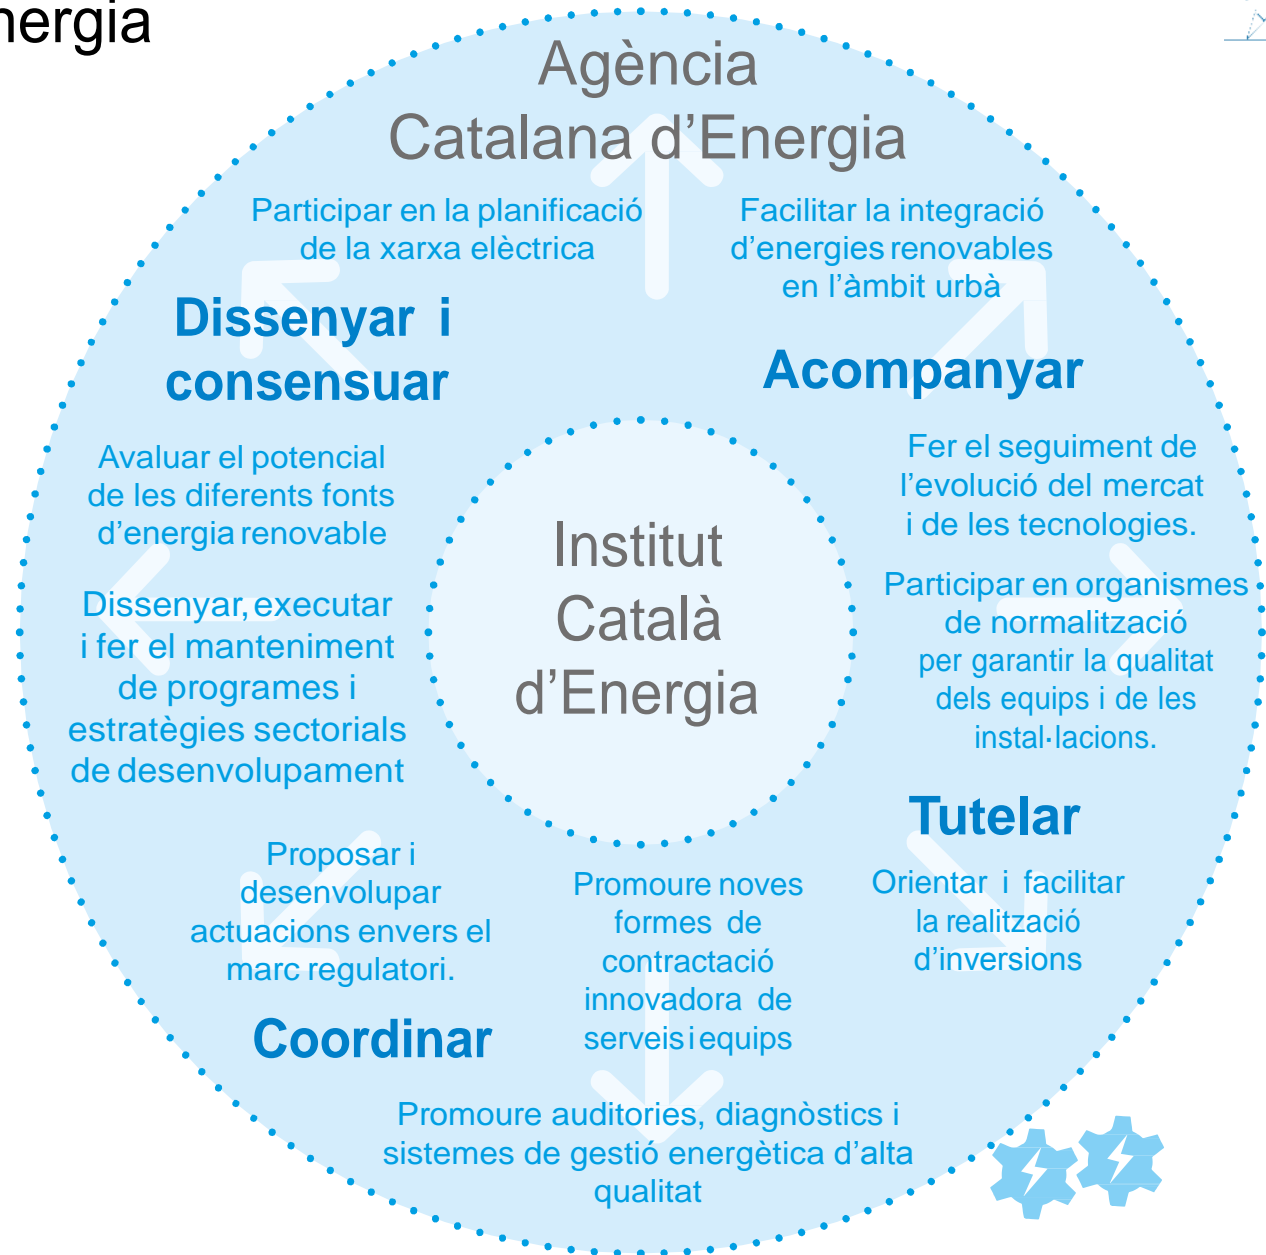 nergia
Agència
Catalana d’Energia
Participar en la planificació
de la xarxa elèctrica
Facilitar la integració
d’energies renovables
en l’àmbit urbà
Dissenyar i
consensuar
Acompanyar
Avaluar el potencial
de les diferents fonts
d’energia renovable
Fer el seguiment de
l’evolució del mercat
i de les tecnologies.
Institut
Català
d’Energia
Dissenyar, executar
i fer el manteniment
de programes i
estratègies sectorials
de desenvolupament
Participar en organismes
de normalització
per garantir la qualitat
dels equips i de les
instal·lacions.
Tutelar
Proposar i
desenvolupar
actuacions envers el
marc regulatori.
Promoure noves
formes de
contractació
innovadora de
serveis i equips
Orientar i facilitar
la realització
d’inversions
Coordinar
Promoure auditories, diagnòstics i
sistemes de gestió energètica d’alta
qualitat